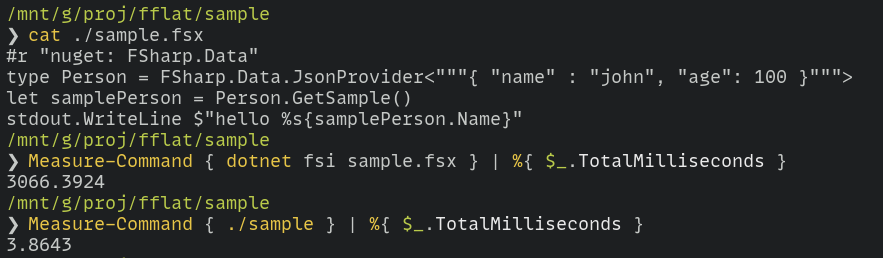 /mnt/g/proj/fflat/sample
❯ cat ./sample.fsx
#r "nuget: FSharp.Data"
type Person = FSharp.Data.JsonProvider<"""{ "name" : "john", "age": 100 }""">
let samplePerson = Person.GetSample()
stdout.WriteLine $"hello %s{samplePerson.Name}"
/mnt/g/proj/fflat/sample
❯ Measure-Command { dotnet fsi sample.fsx } | %{ $_.TotalMilliseconds }
3066.3924
/mnt/g/proj/fflat/sample
❯ Measure-Command { ./sample } | %{ $_.TotalMilliseconds }
3.8643